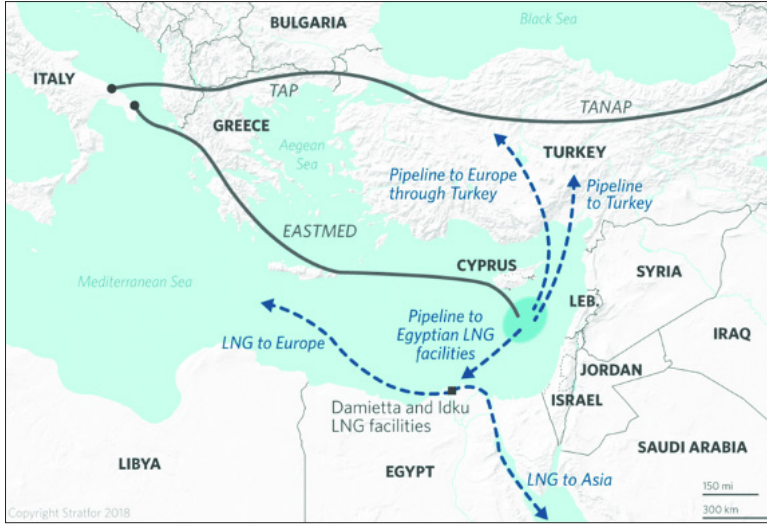 BULGARIA
Black Sea
ITALY
TAP
TANAP
GREECE
Aegean
Sea
TURKEY
Pipeline to Europe
through Turkey
Pipeline
to Turkey
EASTMED
CYPRUS
SYRIA
Mediterranean Sea
LEB.
Pipeline to
Egyptian LNG
facilities
LNG to Europe
IRAQ
JORDAN
ISRAEL
Damietta and Idku
LNG facilities
SAUDI ARABIA
LIBYA
EGYPT
LNG to Asia
150 mi
300 km
Copyright Stratfor 2018